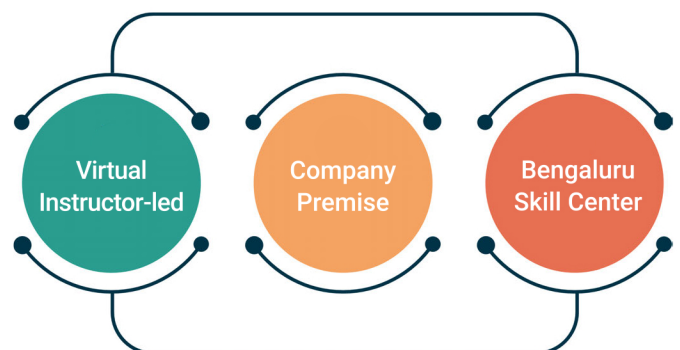 Virtual
Instructor-led
Company
Premise
Bengaluru
Skill Center